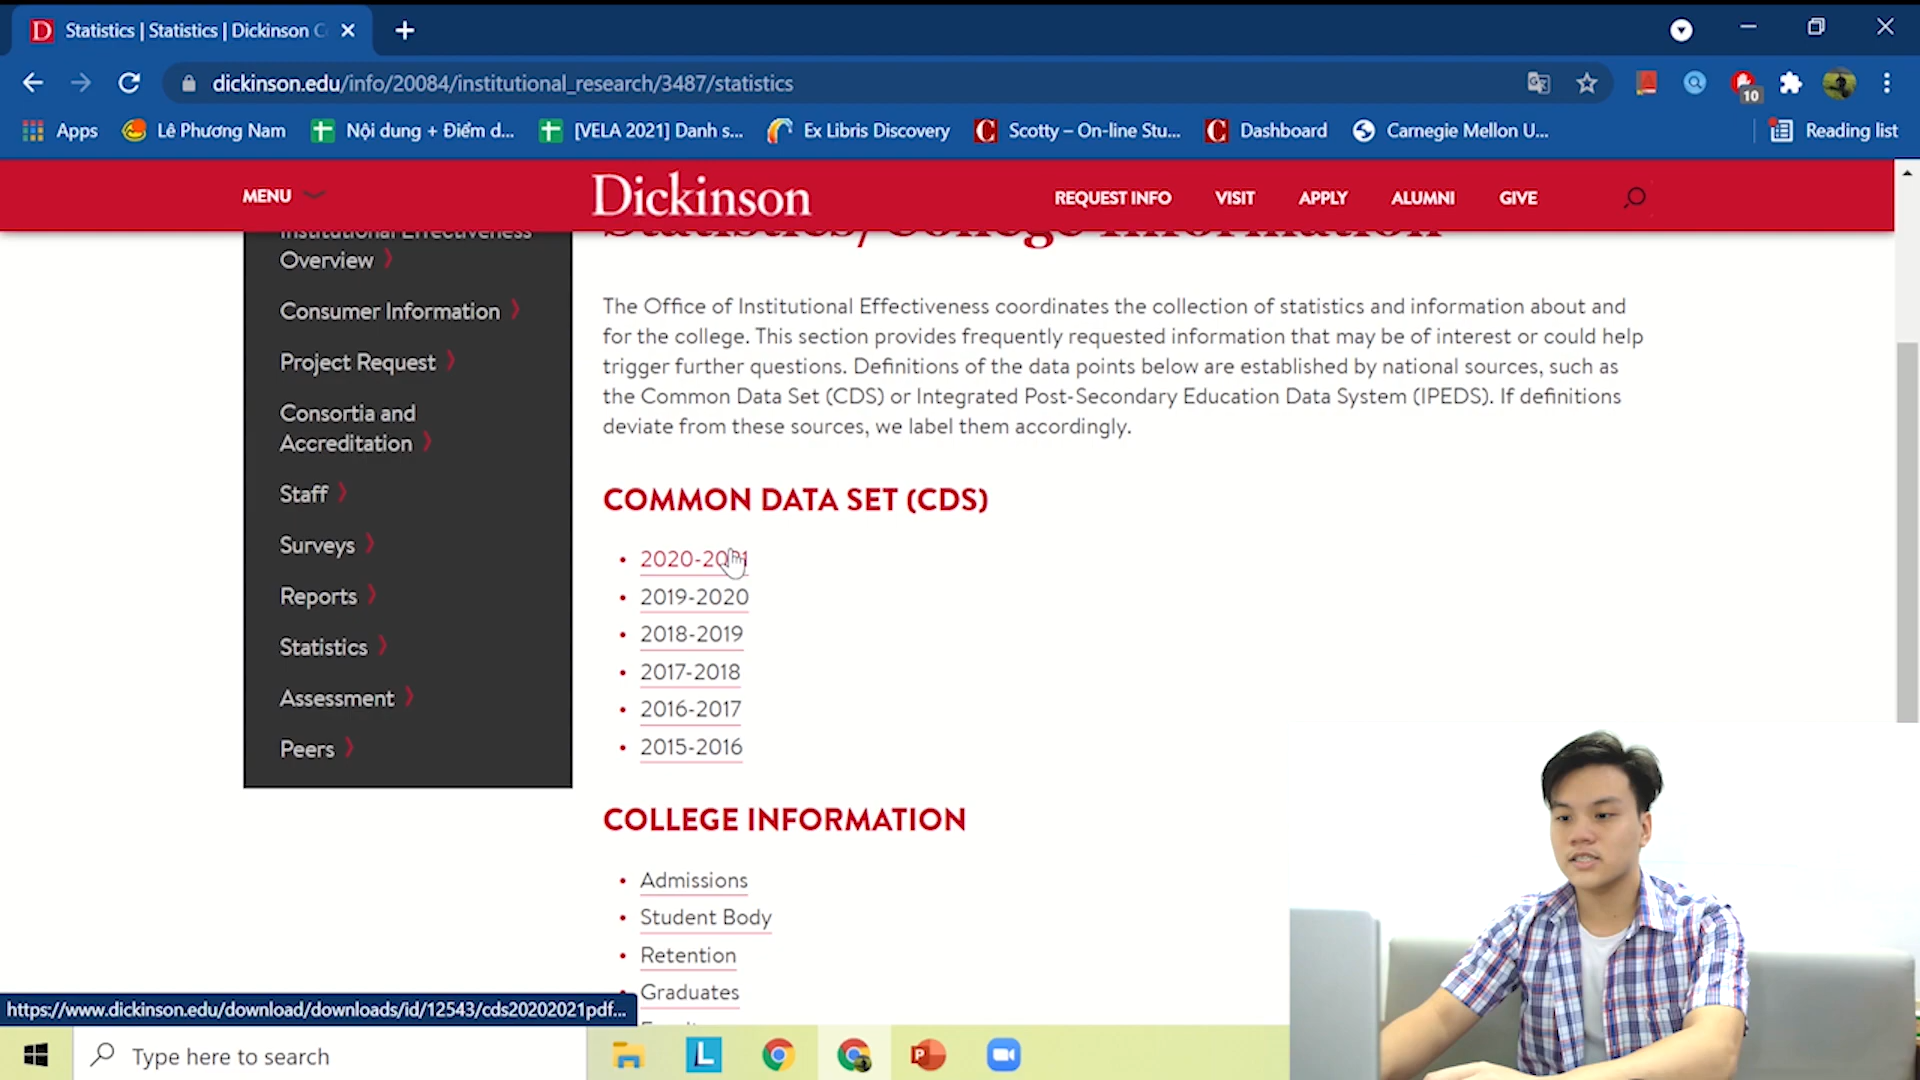 Statistics | Statistics | Dickinson C
dickinson.edu/info/20084/institutional_research/3487/statistics
10
Apps
Lê Phương Nam
Nội dung + Điểm d...
[VELA 2021] Danh s...
Ex Libris Discovery
Scotty – On-line Stu...
Dashboard
Carnegie Mellon U...
Reading list
MENU
Dickinson
REQUEST INFO
VISIT
APPLY
ALUMNI
GIVE
Institutional Effectiveness
Overview
Consumer Information
Project Request
Consortia and
Accreditation
Staff
Surveys
Reports
Statistics
Assessment
Peers
Statistics/College Information
The Office of Institutional Effectiveness coordinates the collection of statistics and information about and
for the college. This section provides frequently requested information that may be of interest or could help
trigger further questions. Definitions of the data points below are established by national sources, such as
the Common Data Set (CDS) or Integrated Post-Secondary Education Data System (IPEDS). If definitions
deviate from these sources, we label them accordingly.
COMMON DATA SET (CDS)
• 2020-2021
• 2019-2020
• 2018-2019
• 2017-2018
• 2016-2017
• 2015-2016
COLLEGE INFORMATION
• Admissions
• Student Body
• Retention
• Graduates
https://www.dickinson.edu/download/downloads/id/12543/cds20202021pdf...
Type here to search